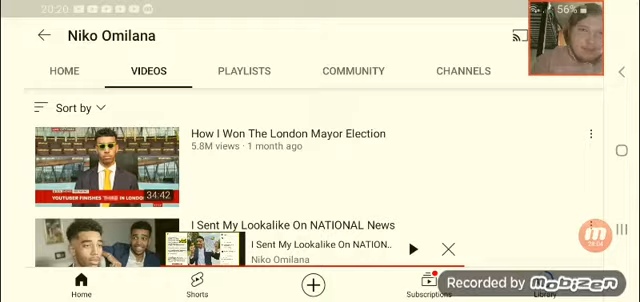 20:20
56%
Niko Omilana
HOME VIDEOS PLAYLISTS COMMUNITY CHANNELS
Sort by
How I Won The London Mayor Election
5.8M views · 1 month ago
34:42
YOUTUBER FINISHES THIRD IN LONDON
I Sent My Lookalike On NATIONAL News
I Sent My Lookalike On NATION...
Niko Omilana
Home Shorts Subscriptions Library
Recorded by Mobizen